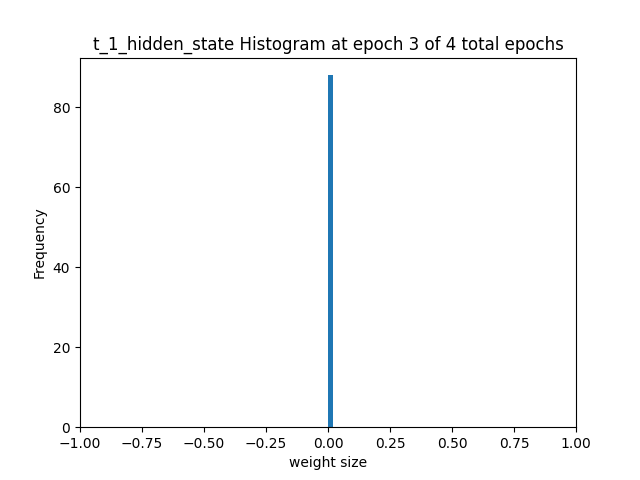 t_1_hidden_state Histogram at epoch 3 of 4 total epochs
80
60
40
20
0
Frequency
−1.00 −0.75 −0.50 −0.25 0.00 0.25 0.50 0.75 1.00
weight size